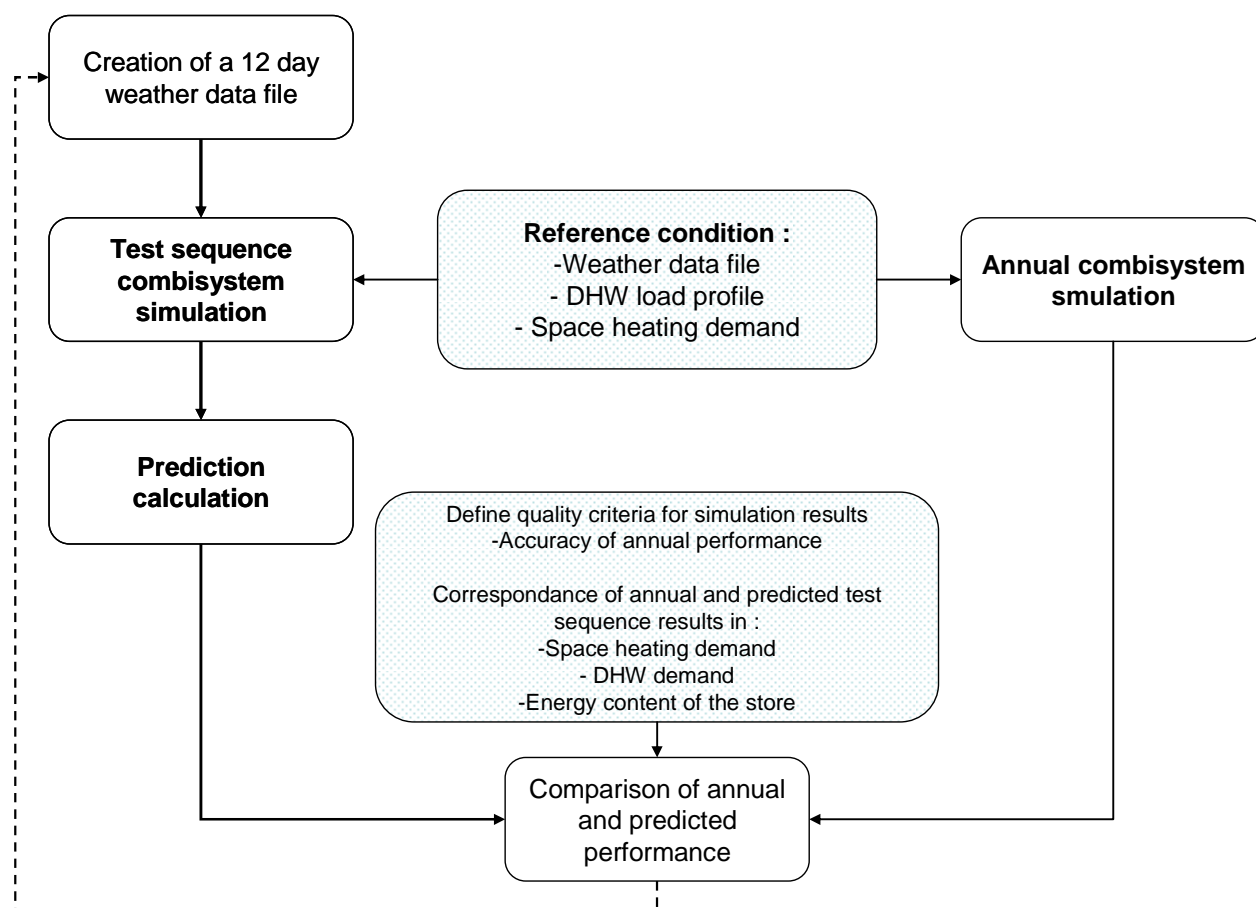 Creation of a 12 day
weather data file
Test sequence
combisystem
simulation
Reference condition :
-Weather data file
- DHW load profile
- Space heating demand
Annual combisystem
smulation
Prediction
calculation
Define quality criteria for simulation results
-Accuracy of annual performance
Correspondance of annual and predicted test
sequence results in :
-Space heating demand
- DHW demand
-Energy content of the store
Comparison of annual
and predicted
performance